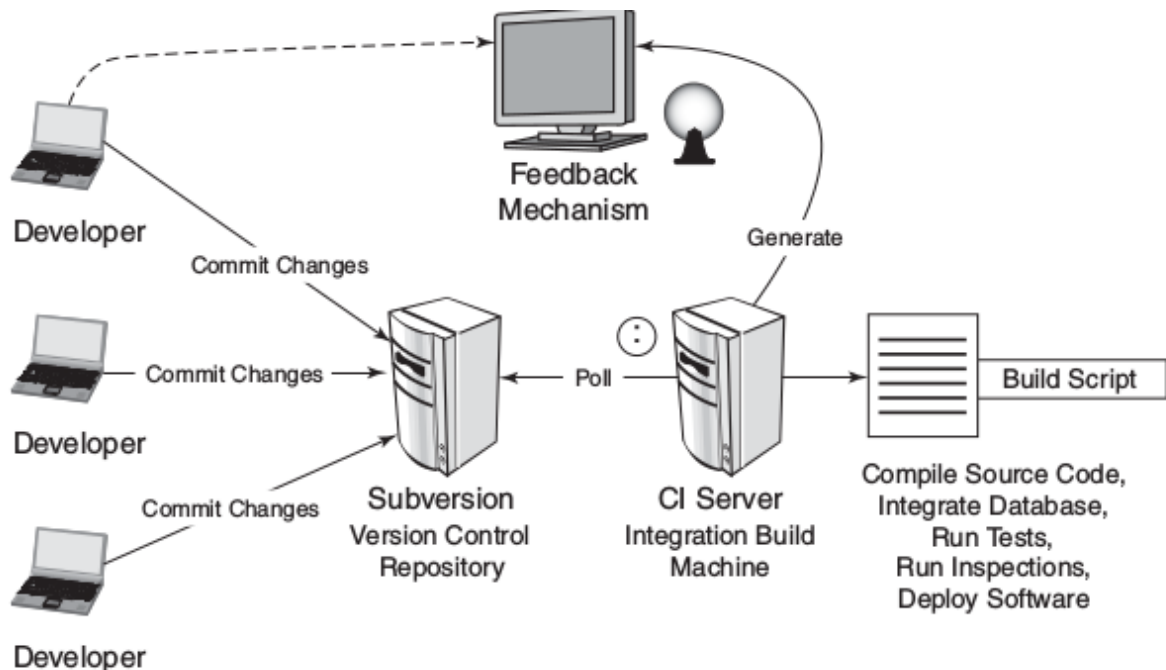 Feedback
Mechanism
Developer
Commit Changes
Generate
Developer
Commit Changes
Poll
:
Build Script
Commit Changes
Subversion
Version Control
Repository
CI Server
Integration Build
Machine
Compile Source Code,
Integrate Database,
Run Tests,
Run Inspections,
Deploy Software
Developer